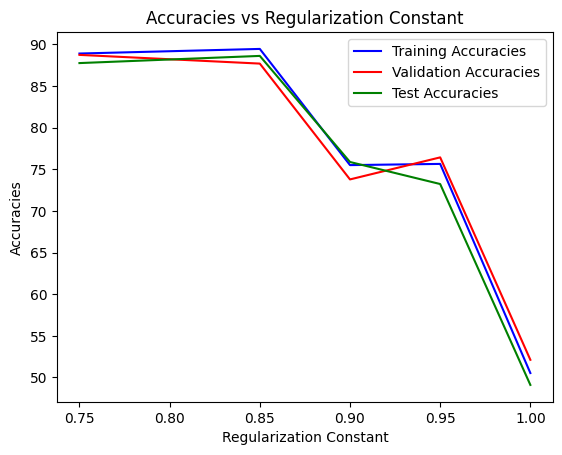 Accuracies vs Regularization Constant
Training Accuracies
Validation Accuracies
Test Accuracies
Accuracies
90
85
80
75
70
65
60
55
50
0.75 0.80 0.85 0.90 0.95 1.00
Regularization Constant